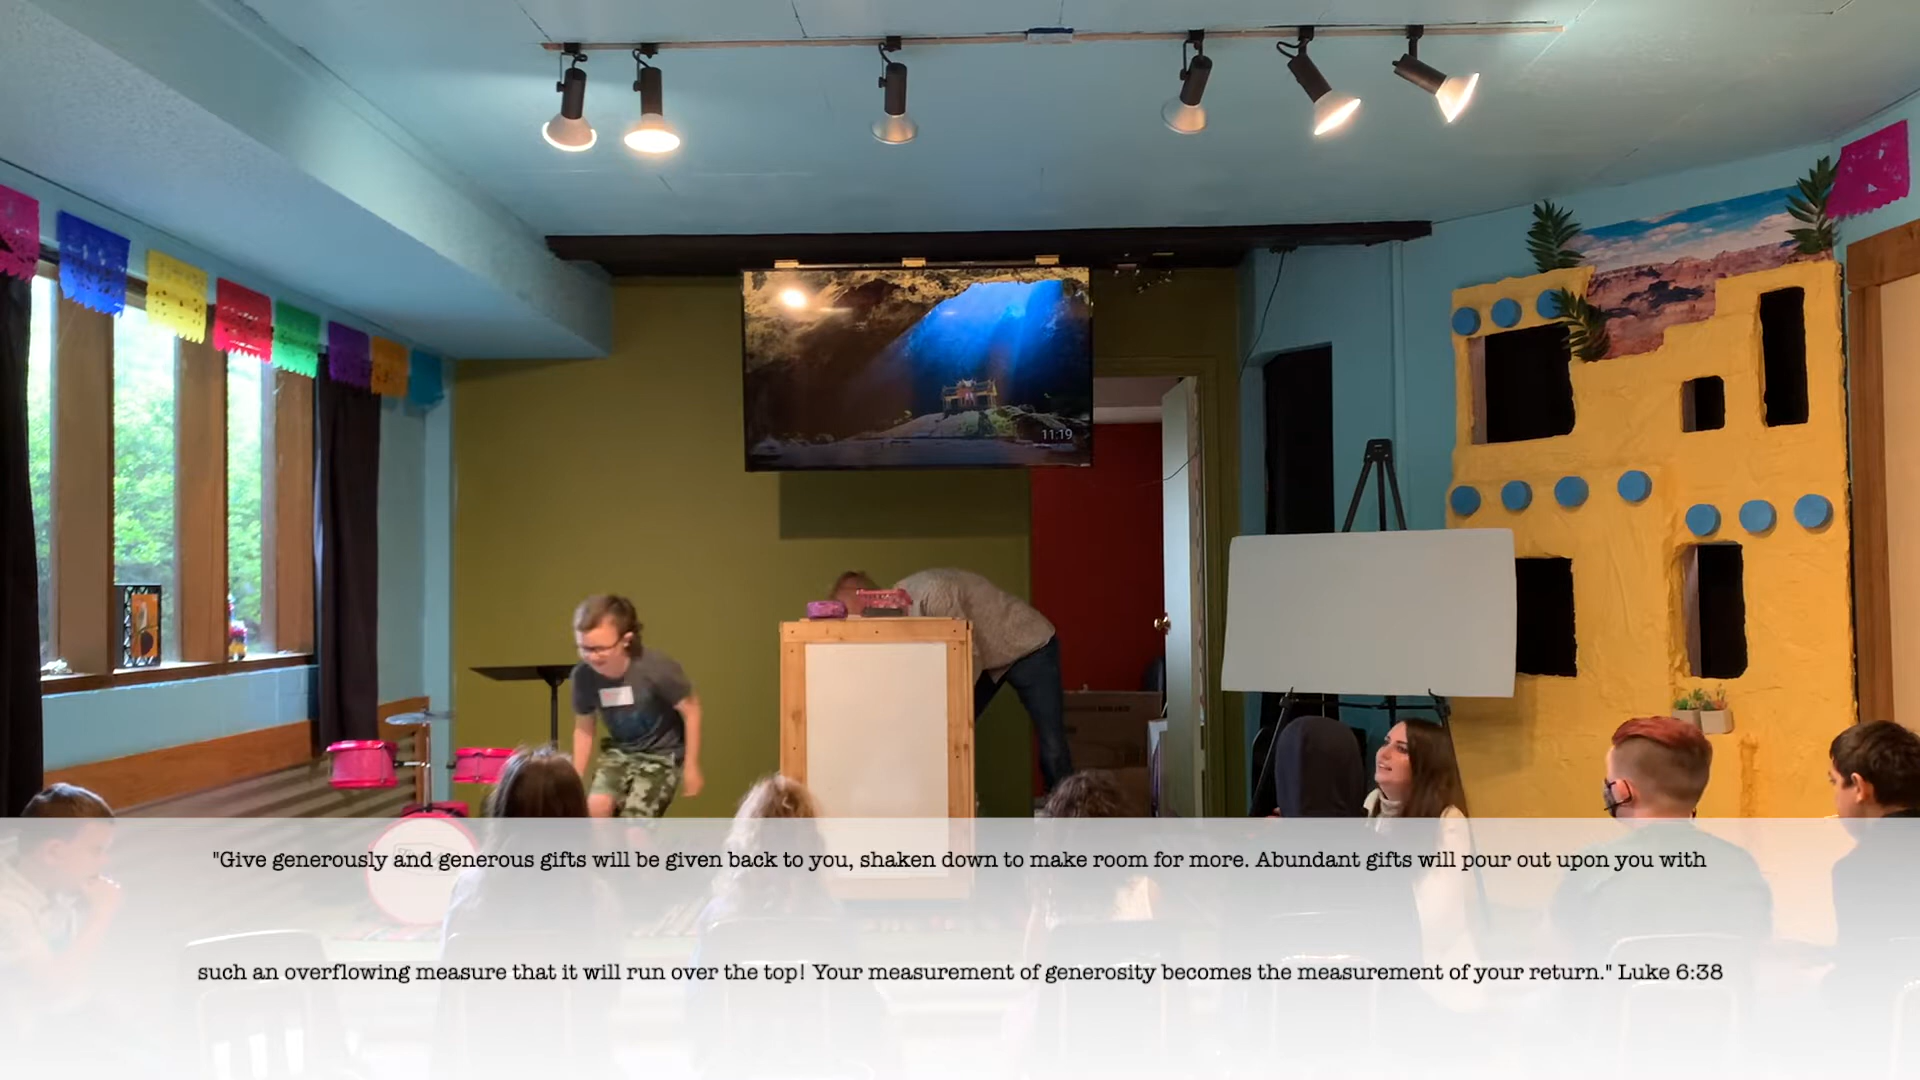 11:19
"Give generously and generous gifts will be given back to you, shaken down to make room for more. Abundant gifts will pour out upon you with
such an overflowing measure that it will run over the top! Your measurement of generosity becomes the measurement of your return." Luke 6:38